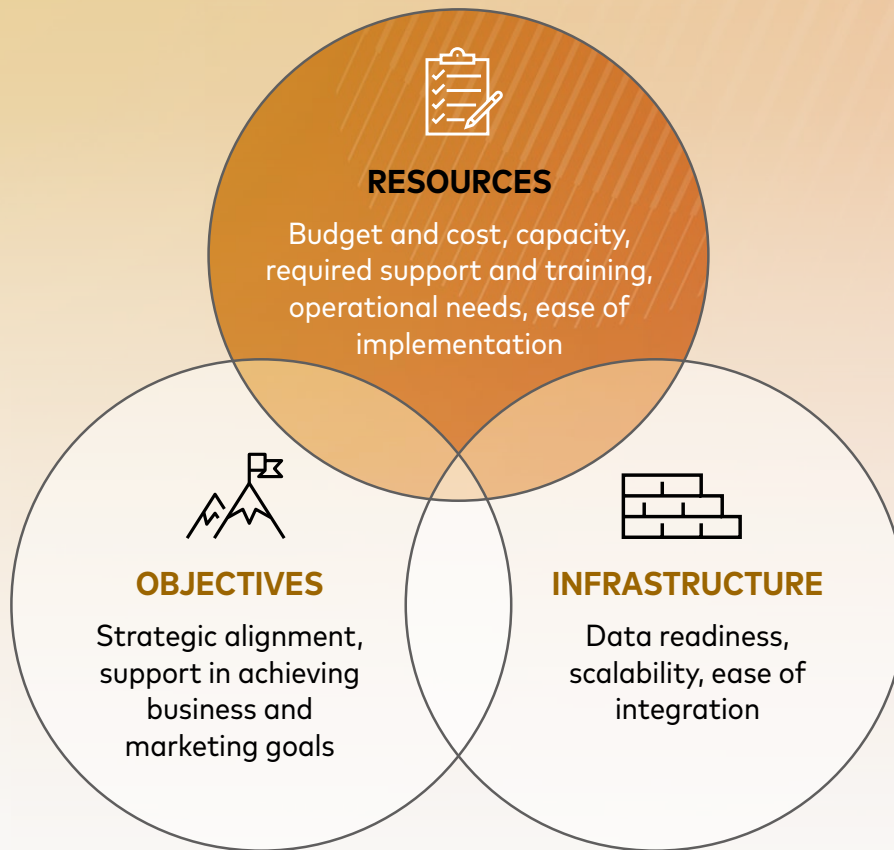 RESOURCES
Budget and cost, capacity,
required support and training,
operational needs, ease of
implementation
OBJECTIVES
Strategic alignment,
support in achieving
business and
marketing goals
INFRASTRUCTURE
Data readiness,
scalability, ease of
integration